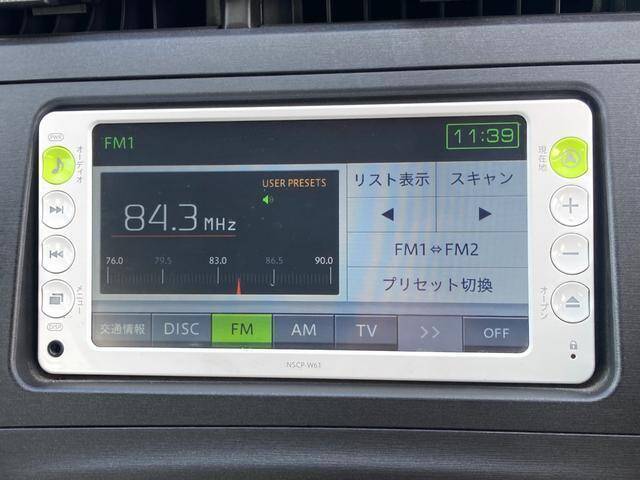 FM1
11:39
PWR
オーディオ
現在地
USER PRESETS
84.3 MHz
76.0 79.5 83.0 86.5 90.0
リスト表示 スキャン
FM1⇔FM2
プリセット切換
メニュー
オープン
DISP
交通情報 DISC FM AM TV >> OFF
NSCP-W61